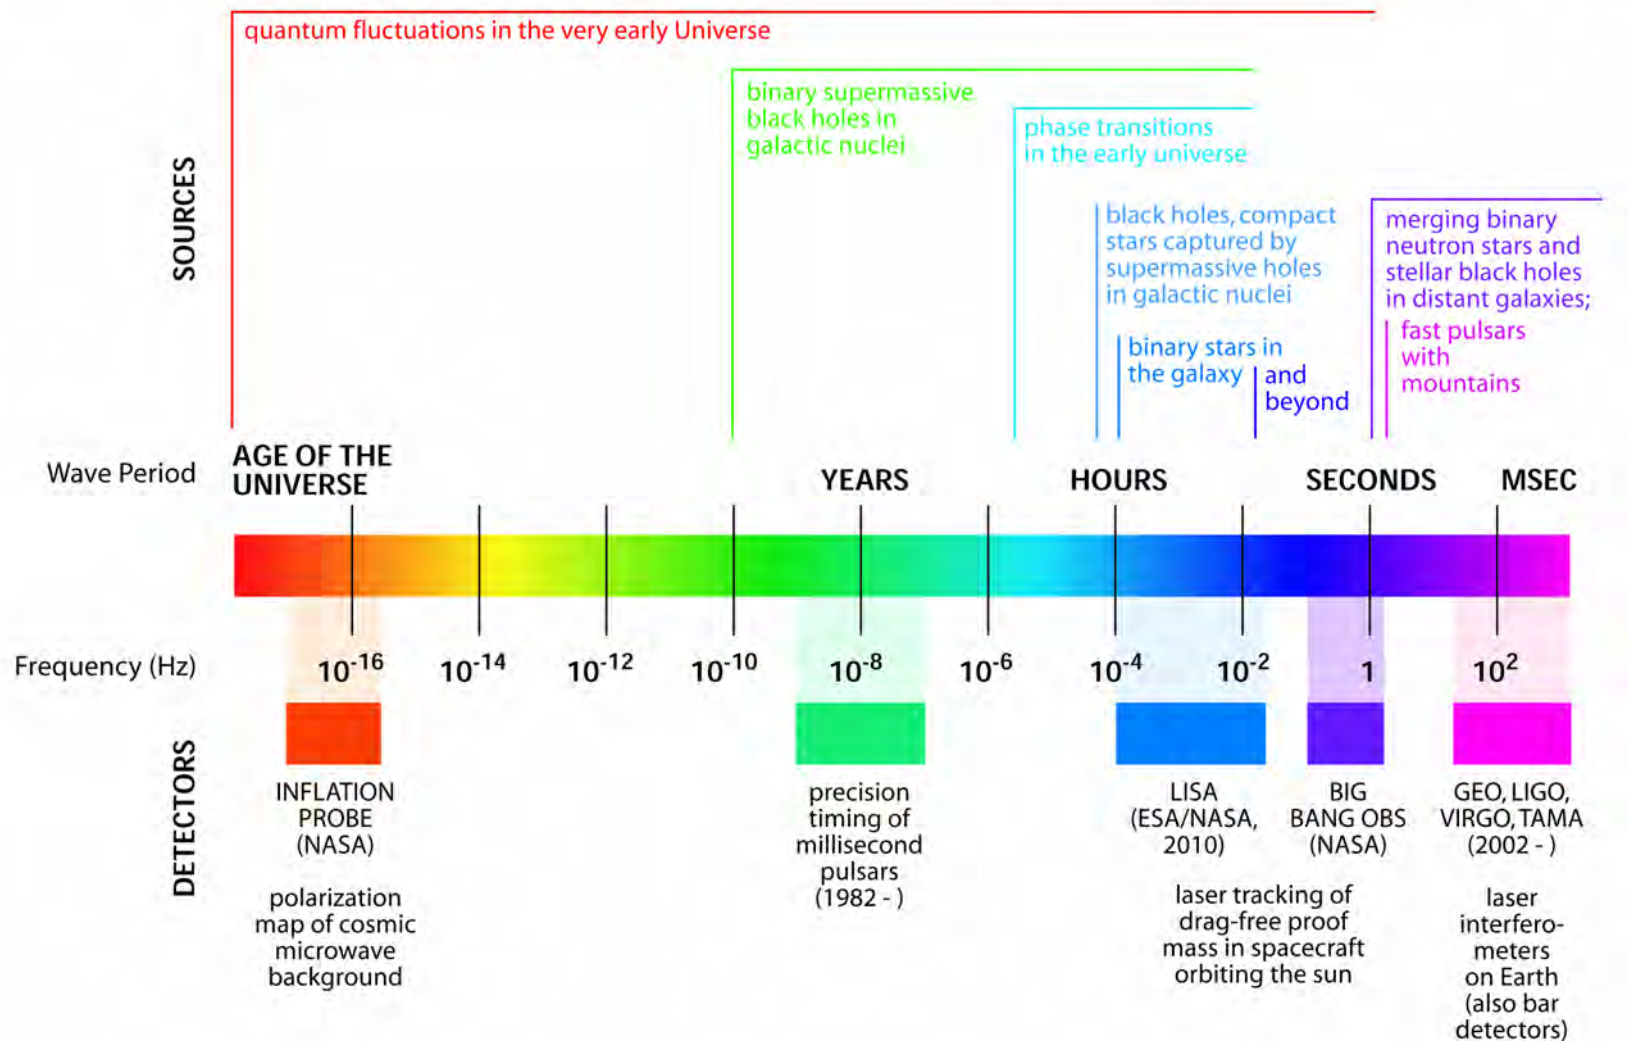 quantum fluctuations in the very early Universe
binary supermassive
black holes in
galactic nuclei
phase transitions
in the early universe
black holes, compact
stars captured by
supermassive holes
in galactic nuclei
merging binary
neutron stars and
stellar black holes
in distant galaxies;
fast pulsars
with
mountains
binary stars in
the galaxy
and
beyond
SOURCES
Wave Period
AGE OF THE
UNIVERSE
YEARS
HOURS
SECONDS
MSEC
Frequency (Hz)
10⁻¹⁶
10⁻¹⁴
10⁻¹²
10⁻¹⁰
10⁻⁸
10⁻⁶
10⁻⁴
10⁻²
1
10²
DETECTORS
INFLATION
PROBE
(NASA)
polarization
map of cosmic
microwave
background
precision
timing of
millisecond
pulsars
(1982 - )
LISA
(ESA/NASA,
2010)
BIG
BANG OBS
(NASA)
laser tracking of
drag-free proof
mass in spacecraft
orbiting the sun
GEO, LIGO,
VIRGO, TAMA
(2002 - )
laser
interfero-
meters
on Earth
(also bar
detectors)